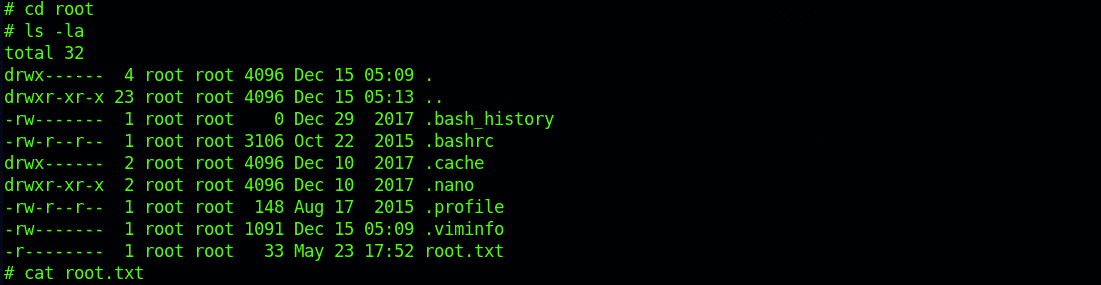 # cd root
# ls -la
total 32
drwx------  4 root root 4096 Dec 15 05:09 .
drwxr-xr-x 23 root root 4096 Dec 15 05:13 ..
-rw-------  1 root root    0 Dec 29  2017 .bash_history
-rw-r--r--  1 root root 3106 Oct 22  2015 .bashrc
drwx------  2 root root 4096 Dec 10  2017 .cache
drwxr-xr-x  2 root root 4096 Dec 10  2017 .nano
-rw-r--r--  1 root root  148 Aug 17  2015 .profile
-rw-------  1 root root 1091 Dec 15 05:09 .viminfo
-r--------  1 root root   33 May 23 17:52 root.txt
# cat root.txt